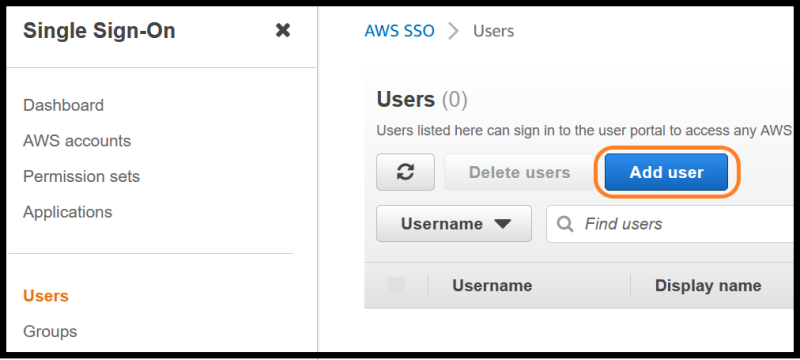 Single Sign-On
Dashboard
AWS accounts
Permission sets
Applications
Users
Groups
AWS SSO > Users
Users (0)
Users listed here can sign in to the user portal to access any AWS
Delete users
Add user
Username
Find users
Username
Display name